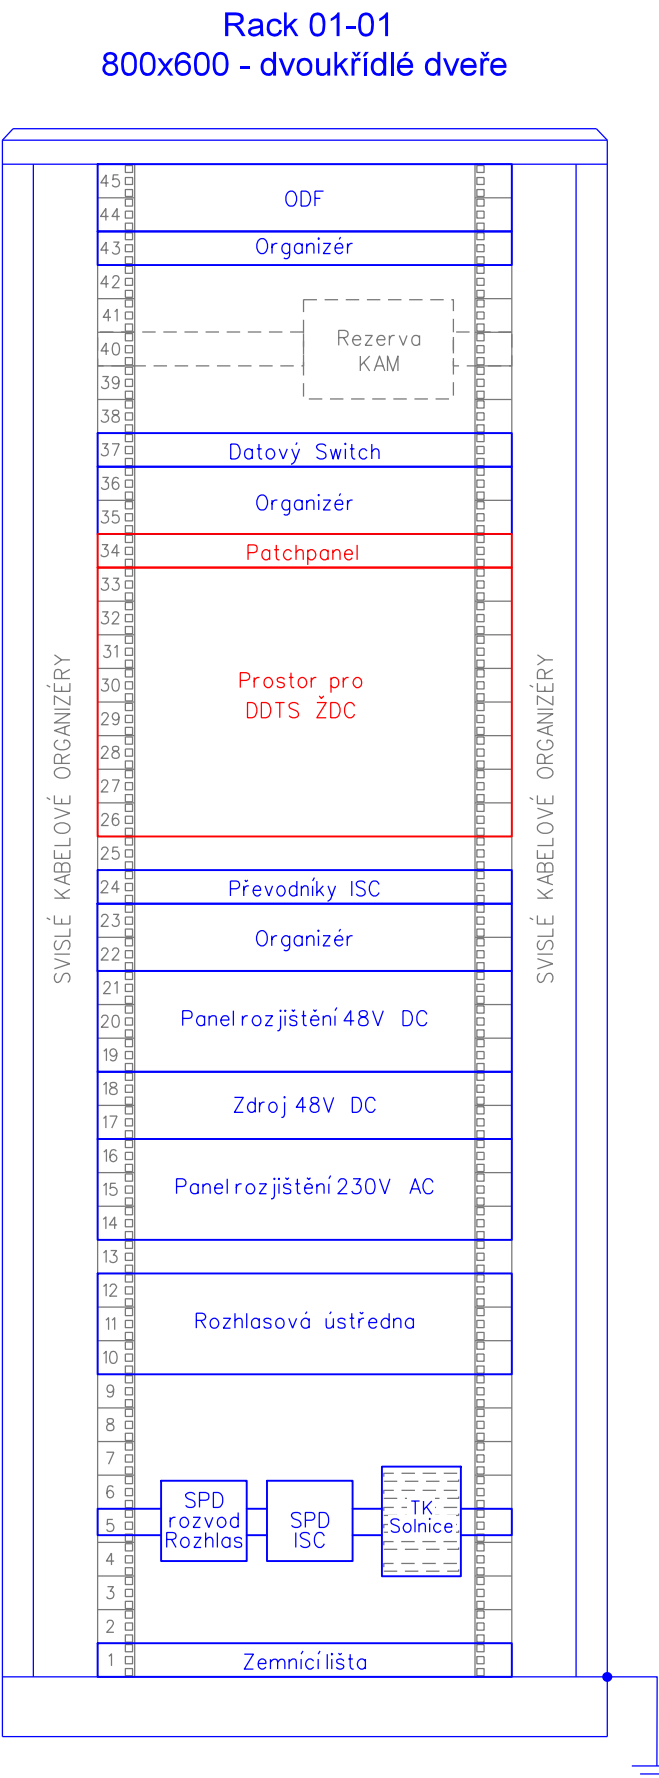 Rack 01-01
800x600 - dvoukřídlé dveře
45
ODF
44
43
Organizér
42
41
Rezerva
40
KAM
39
38
37
Datový Switch
36
Organizér
35
34
Patchpanel
33
32
31
30
Prostor pro
29
DDTS ŽDC
28
27
26
25
24
Převodníky ISC
23
Organizér
22
21
20
Panel rozjištění 48V DC
19
18
Zdroj 48V DC
17
16
15
Panel rozjištění 230V AC
14
13
12
11
Rozhlasová ústředna
10
9
8
7
6
5
4
SPD
rozvod
Rozhlas
SPD
ISC
TK
Solnice
3
2
1
Zemnící lišta
SVISLÉ KABELOVÉ ORGANIZÉRY
SVISLÉ KABELOVÉ ORGANIZÉRY